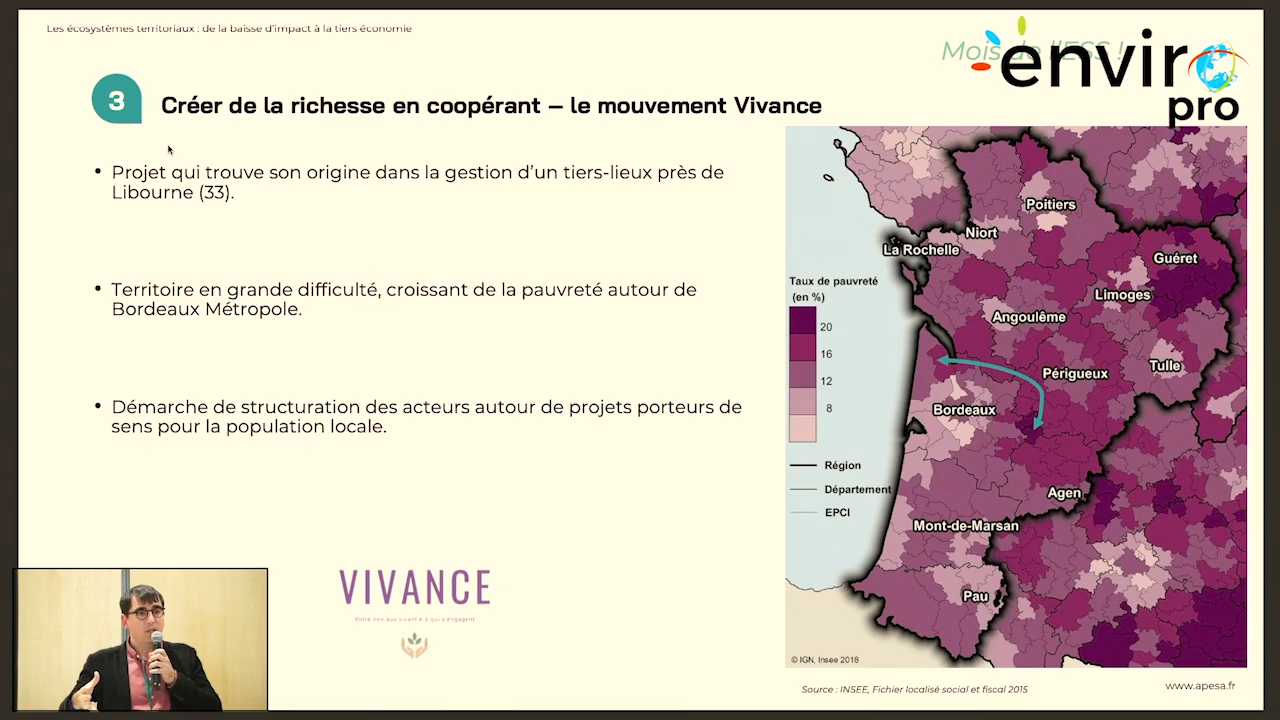 Les écosystèmes territoriaux : de la baisse d'impact à la tiers économie
Mois de l'ESS !
enviro
pro
3
Créer de la richesse en coopérant – le mouvement Vivance
• Projet qui trouve son origine dans la gestion d'un tiers-lieux près de
Libourne (33).
• Territoire en grande difficulté, croissant de la pauvreté autour de
Bordeaux Métropole.
• Démarche de structuration des acteurs autour de projets porteurs de
sens pour la population locale.
VIVANCE
Votre lien aux vivant·e·s qui s'engagent
Poitiers
Niort
La Rochelle
Guéret
Limoges
Angoulême
Périgueux
Tulle
Bordeaux
Agen
Mont-de-Marsan
Pau
Taux de pauvreté
(en %)
20
16
12
8
Région
Département
EPCI
© IGN, Insee 2018
Source : INSEE, Fichier localisé social et fiscal 2015
www.apesa.fr